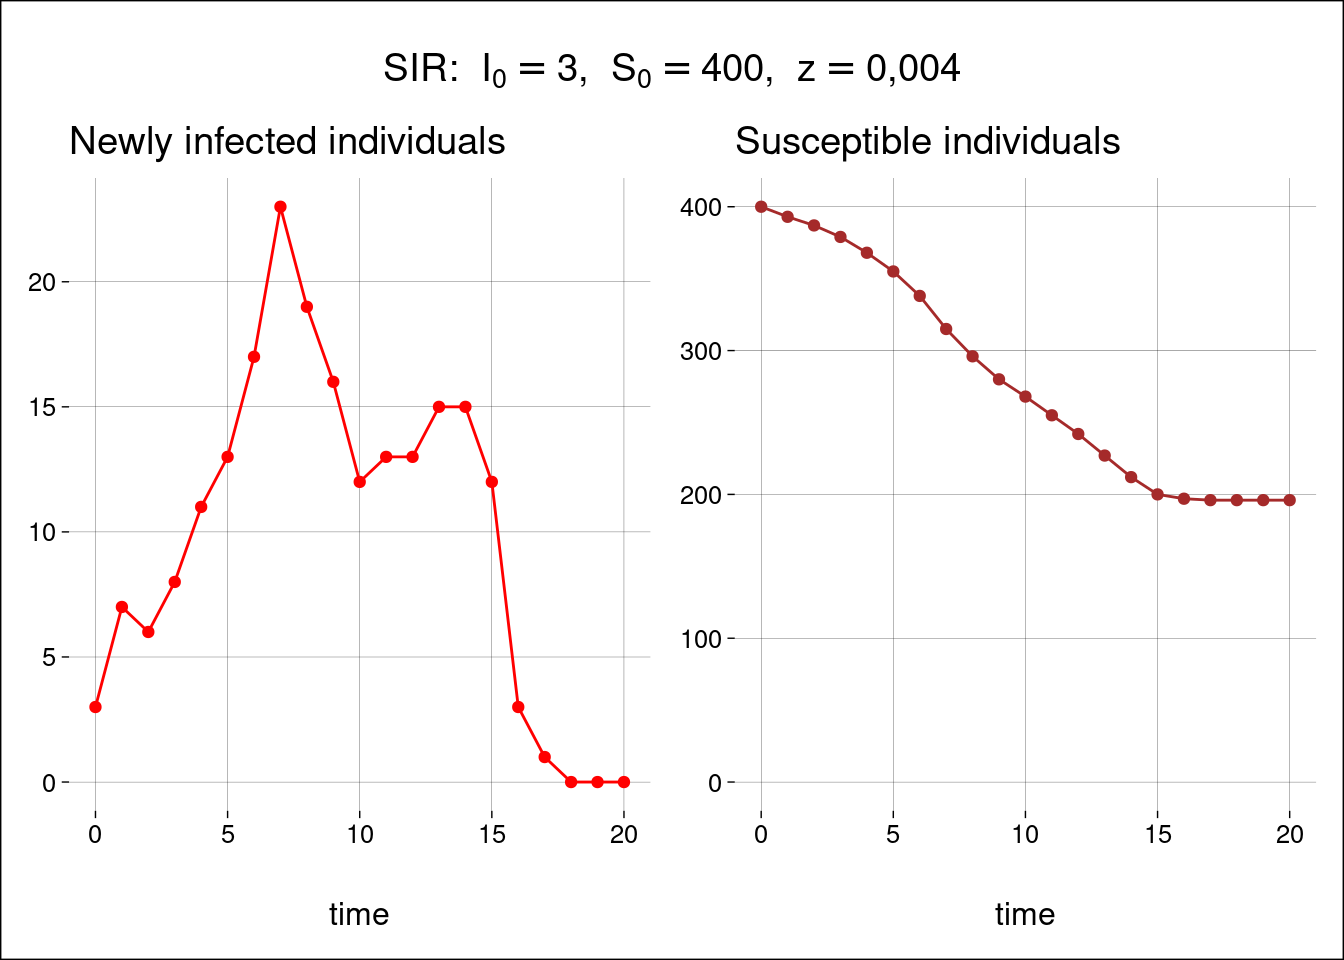 SIR: I₀ = 3, S₀ = 400, z = 0,004
Newly infected individuals
20
15
10
5
0
0 5 10 15 20
time
Susceptible individuals
400
300
200
100
0
0 5 10 15 20
time